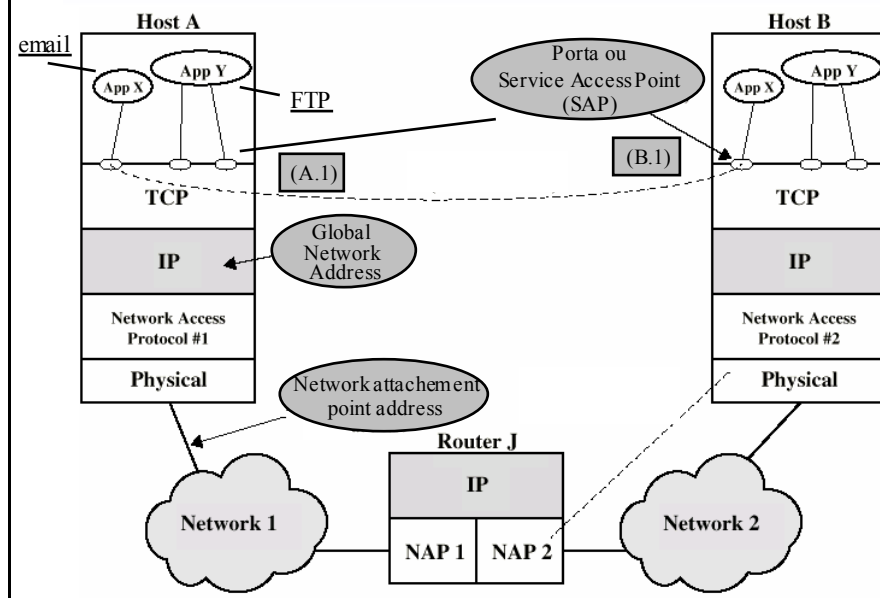 Host A
Host B
email
App X
App Y
FTP
Porta ou
Service Access Point
(SAP)
App X
App Y
(A.1)
(B.1)
TCP
TCP
IP
Global
Network
Address
IP
Network Access
Protocol #1
Network Access
Protocol #2
Physical
Network attachement
point address
Physical
Router J
IP
Network 1
NAP 1
NAP 2
Network 2